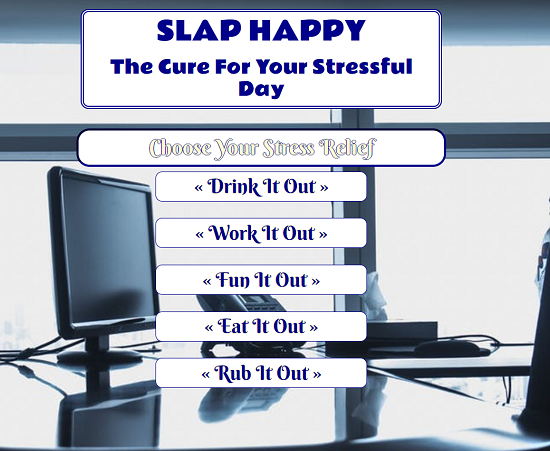 SLAP HAPPY
The Cure For Your Stressful
Day
Choose Your Stress Relief
« Drink It Out »
« Work It Out »
« Fun It Out »
« Eat It Out »
« Rub It Out »